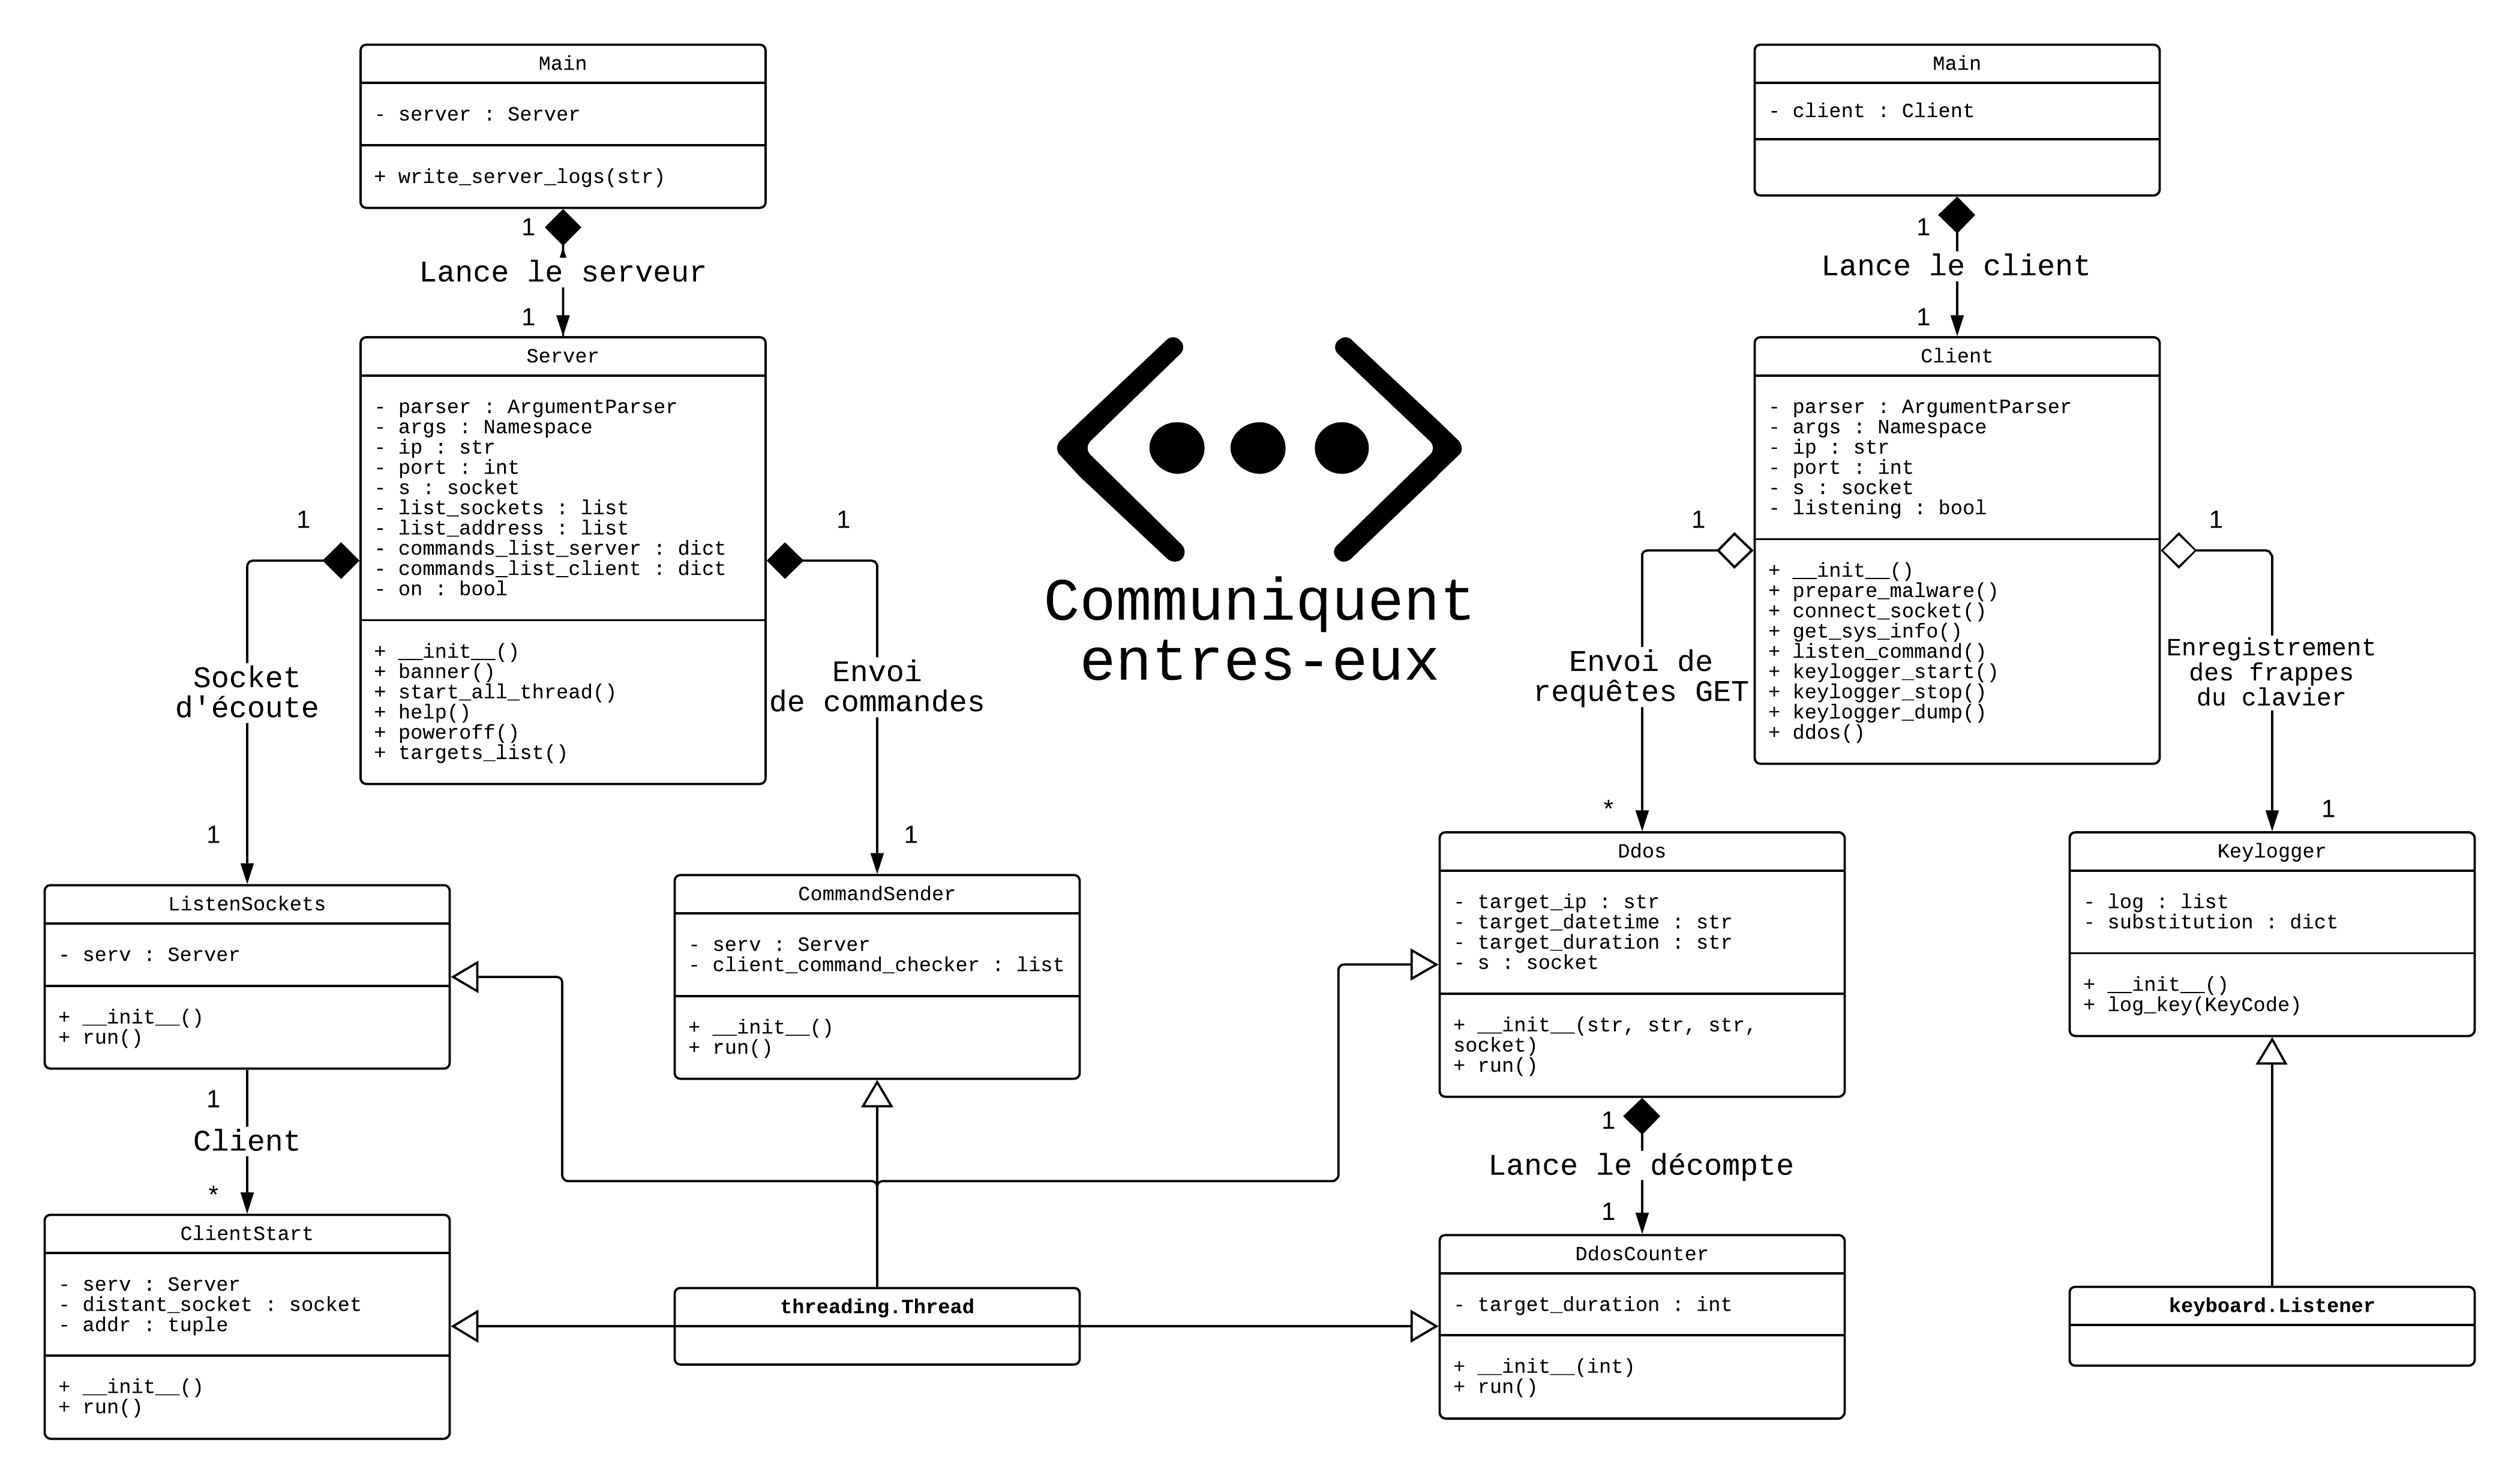 Main
- server : Server
+ write_server_logs(str)
1
Lance le serveur
1
Server
- parser : ArgumentParser
- args : Namespace
- ip : str
- port : int
- s : socket
- list_sockets : list
- list_address : list
- commands_list_server : dict
- commands_list_client : dict
- on : bool
+ __init__()
+ banner()
+ start_all_thread()
+ help()
+ poweroff()
+ targets_list()
1
Socket
d'écoute
1
1
Envoi
de commandes
1
ListenSockets
- serv : Server
+ __init__()
+ run()
1
Client
*
ClientStart
- serv : Server
- distant_socket : socket
- addr : tuple
+ __init__()
+ run()
CommandSender
- serv : Server
- client_command_checker : list
+ __init__()
+ run()
threading.Thread
Communiquent
entres-eux
Main
- client : Client
1
Lance le client
1
Client
- parser : ArgumentParser
- args : Namespace
- ip : str
- port : int
- s : socket
- listening : bool
+ __init__()
+ prepare_malware()
+ connect_socket()
+ get_sys_info()
+ listen_command()
+ keylogger_start()
+ keylogger_stop()
+ keylogger_dump()
+ ddos()
1
Envoi de
requêtes GET
*
1
Enregistrement
des frappes
du clavier
1
Ddos
- target_ip : str
- target_datetime : str
- target_duration : str
- s : socket
+ __init__(str, str, str,
socket)
+ run()
1
Lance le décompte
1
DdosCounter
- target_duration : int
+ __init__(int)
+ run()
Keylogger
- log : list
- substitution : dict
+ __init__()
+ log_key(KeyCode)
keyboard.Listener